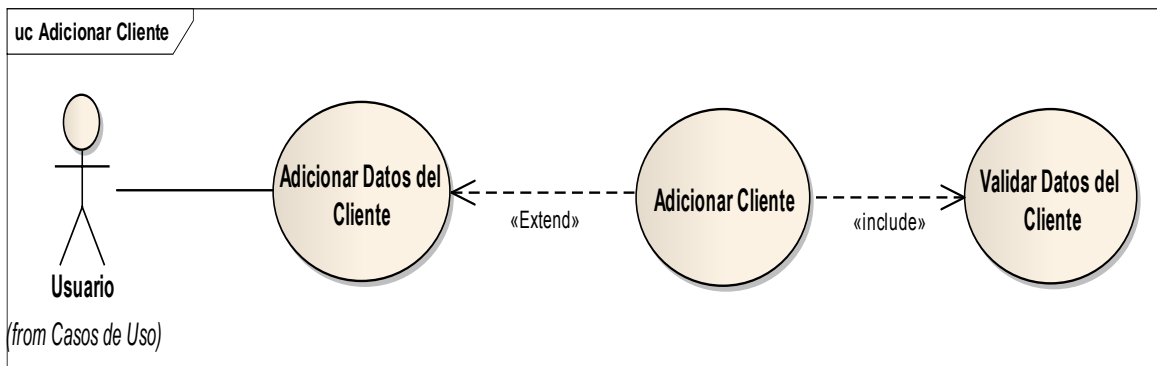 uc Adicionar Cliente
Usuario
(from Casos de Uso)
Adicionar Datos del
Cliente
«Extend»
Adicionar Cliente
«include»
Validar Datos del
Cliente